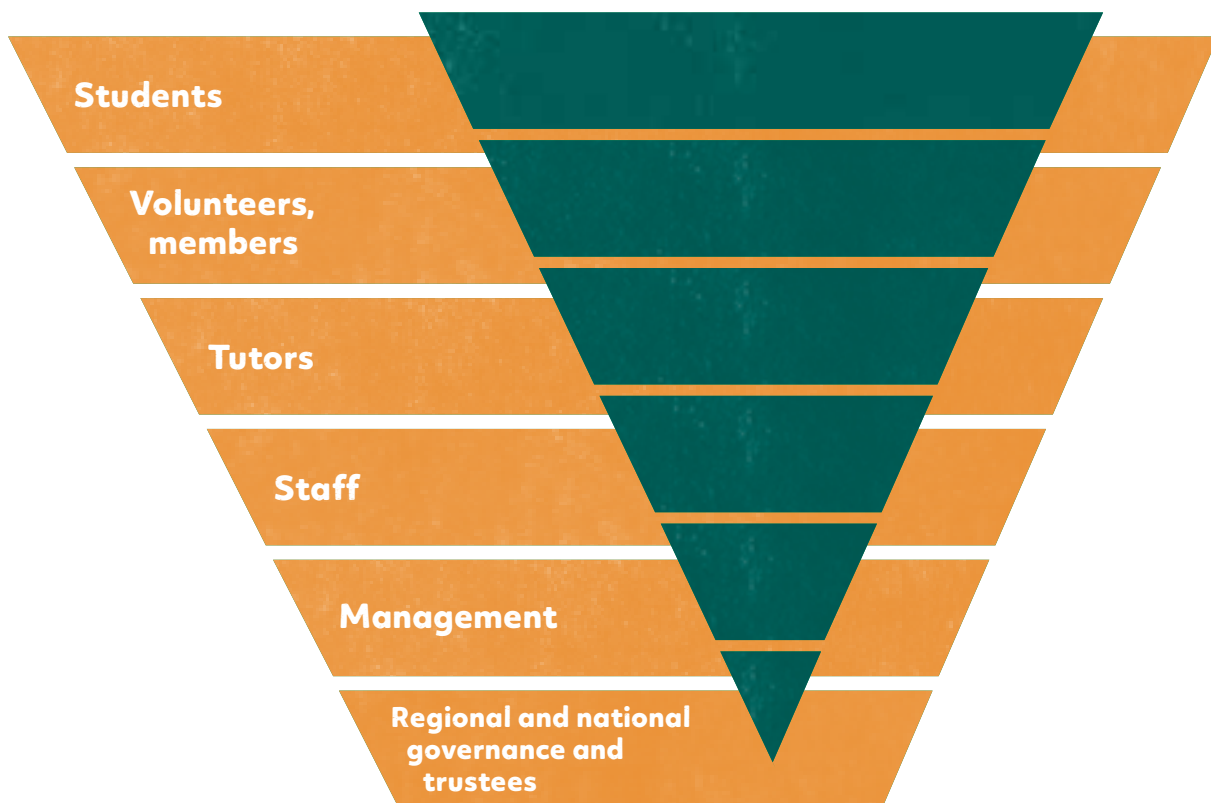 Students
Volunteers,
members
Tutors
Staff
Management
Regional and national
governance and
trustees